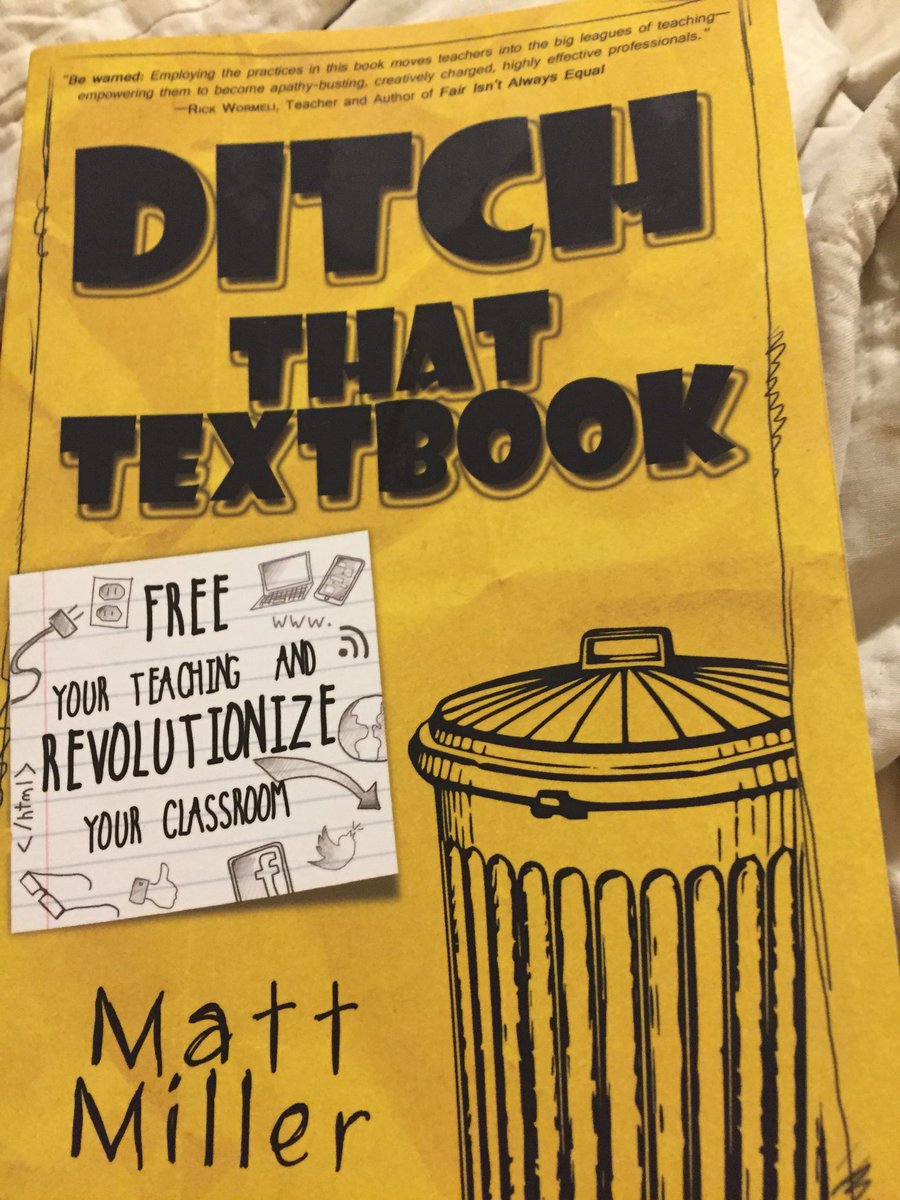 "Be warned: Employing the practices in this book moves teachers into the big leagues of teaching—
empowering them to become apathy-busting, creatively charged, highly effective professionals."
—Rick Wormeli, Teacher and Author of Fair Isn't Always Equal
DITCH
THAT
TEXTBOOK
FREE
www.
YOUR TEACHING AND
REVOLUTIONIZE
YOUR CLASSROOM
</html>
f
Matt
Miller